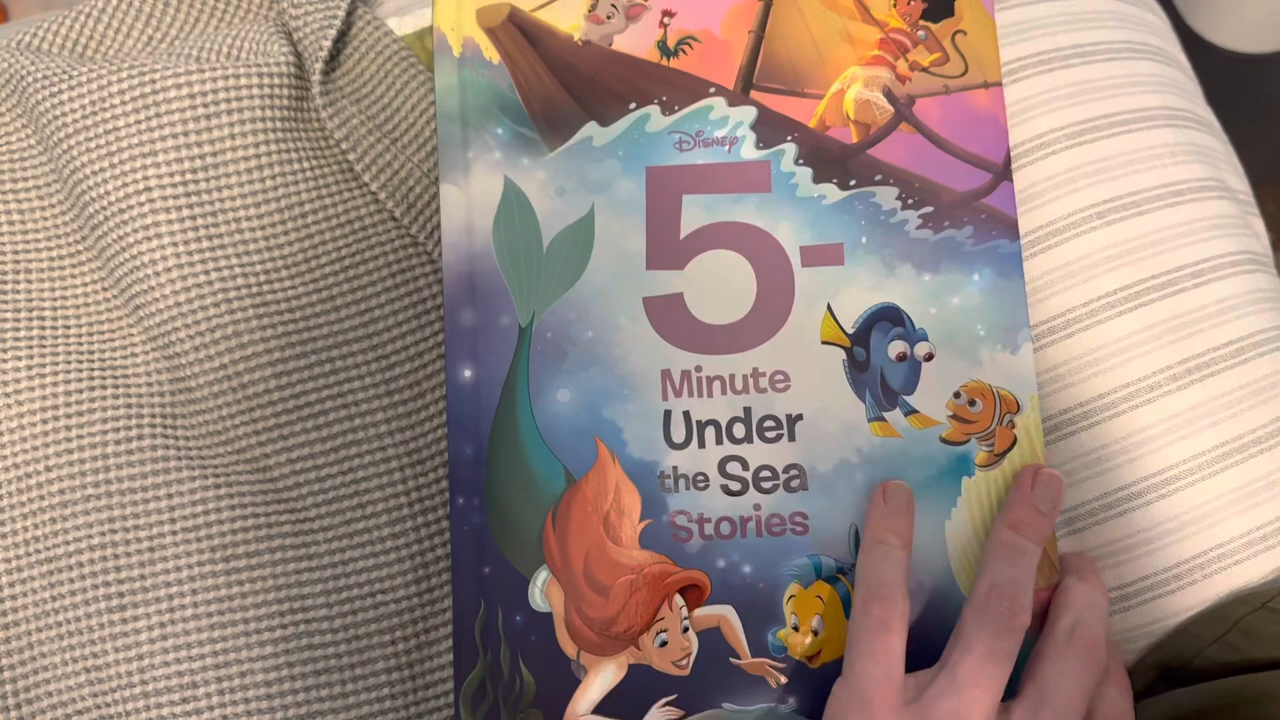 Disney
5-
Minute
Under
the Sea
Stories